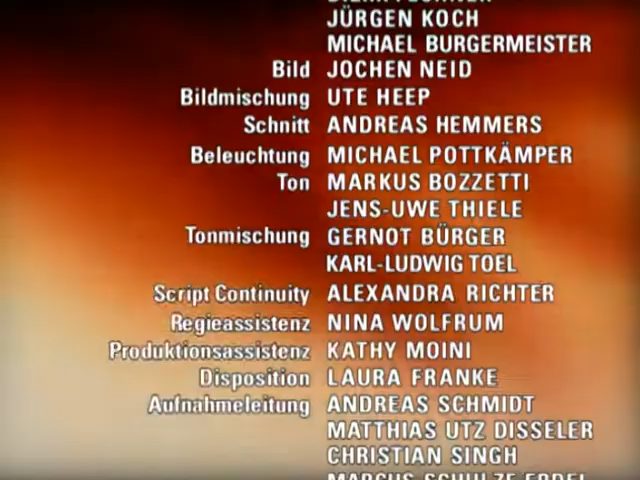 JÜRGEN KOCH
MICHAEL BURGERMEISTER
Bild JOCHEN NEID
Bildmischung UTE HEEP
Schnitt ANDREAS HEMMERS
Beleuchtung MICHAEL POTTKÄMPER
Ton MARKUS BOZZETTI
JENS-UWE THIELE
Tonmischung GERNOT BÜRGER
KARL-LUDWIG TOEL
Script Continuity ALEXANDRA RICHTER
Regieassistenz NINA WOLFRUM
Produktionsassistenz KATHY MOINI
Disposition LAURA FRANKE
Aufnahmeleitung ANDREAS SCHMIDT
MATTHIAS UTZ DISSELER
CHRISTIAN SINGH